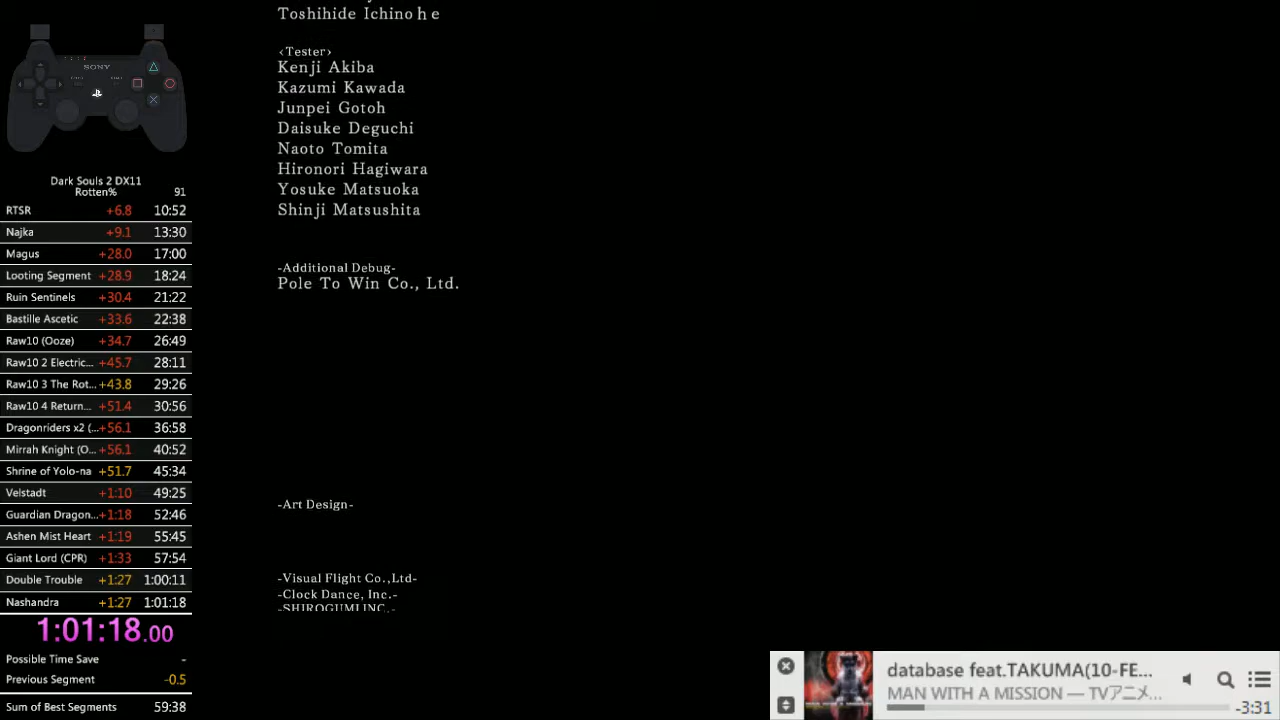 Toshihide Ichinohe
<Tester>
Kenji Akiba
Kazumi Kawada
Junpei Gotoh
Daisuke Deguchi
Naoto Tomita
Hironori Hagiwara
Yosuke Matsuoka
Shinji Matsushita
-Additional Debug-
Pole To Win Co., Ltd.
-Art Design-
-Visual Flight Co.,Ltd-
-Clock Dance, Inc.-
-SHIROGUMI INC.-
SONY
Dark Souls 2 DX11
Rotten% 91
RTSR +6.8 10:52
Najka +9.1 13:30
Magus +28.0 17:00
Looting Segment +28.9 18:24
Ruin Sentinels +30.4 21:22
Bastille Ascetic +33.6 22:38
Raw10 (Ooze) +34.7 26:49
Raw10 2 Electric... +45.7 28:11
Raw10 3 The Rot... +43.8 29:26
Raw10 4 Return... +51.4 30:56
Dragonriders x2 (... +56.1 36:58
Mirrah Knight (O... +56.1 40:52
Shrine of Yolo-na +51.7 45:34
Velstadt +1:10 49:25
Guardian Dragon... +1:18 52:46
Ashen Mist Heart +1:19 55:45
Giant Lord (CPR) +1:33 57:54
Double Trouble +1:27 1:00:11
Nashandra +1:27 1:01:18
1:01:18.00
Possible Time Save -
Previous Segment -0.5
Sum of Best Segments 59:38
database feat.TAKUMA(10-FE...
MAN WITH A MISSION — TVアニメ...
-3:31